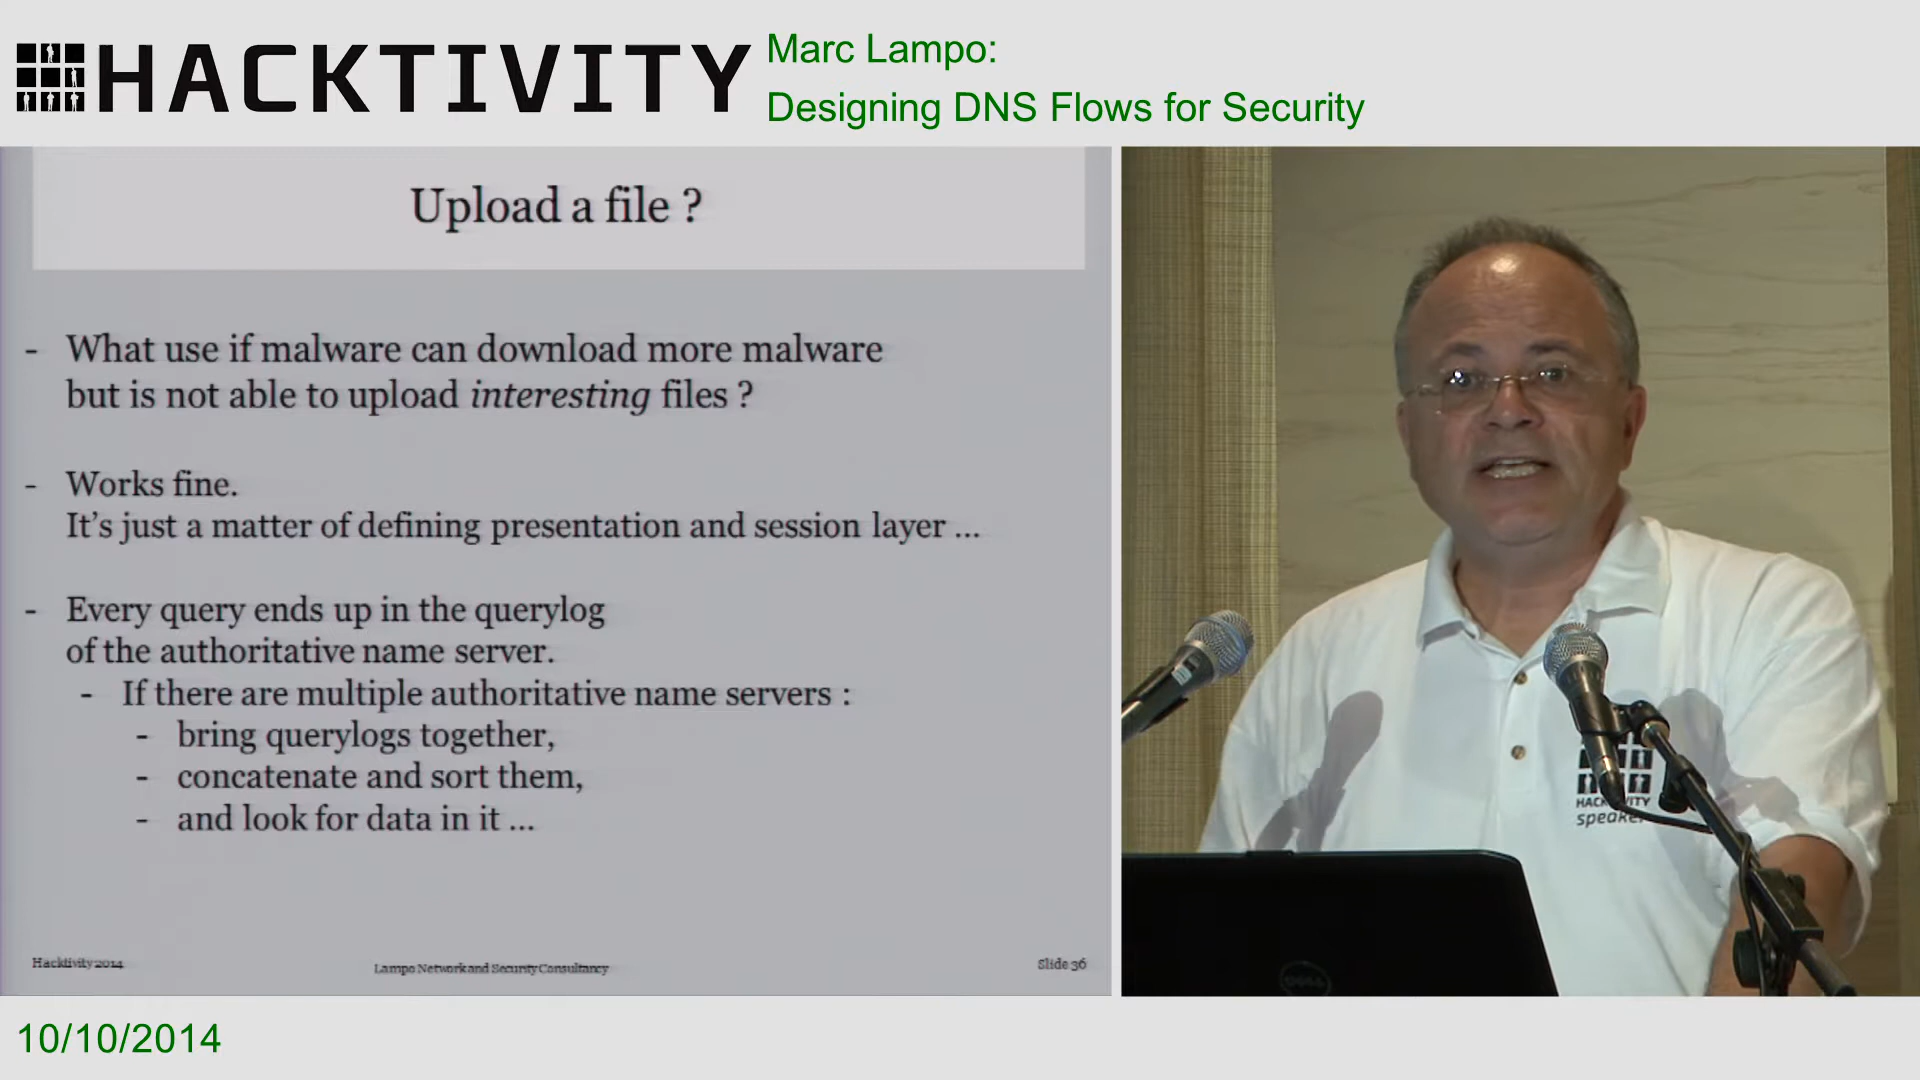 HACKTIVITY
Marc Lampo:
Designing DNS Flows for Security
Upload a file ?
- What use if malware can download more malware
but is not able to upload interesting files ?
- Works fine.
It's just a matter of defining presentation and session layer ...
- Every query ends up in the querylog
of the authoritative name server.
- If there are multiple authoritative name servers :
- bring querylogs together,
- concatenate and sort them,
- and look for data in it ...
Hacktivity 2014
Lampo Network and Security Consultancy
Slide 36
DELL
speaker
10/10/2014